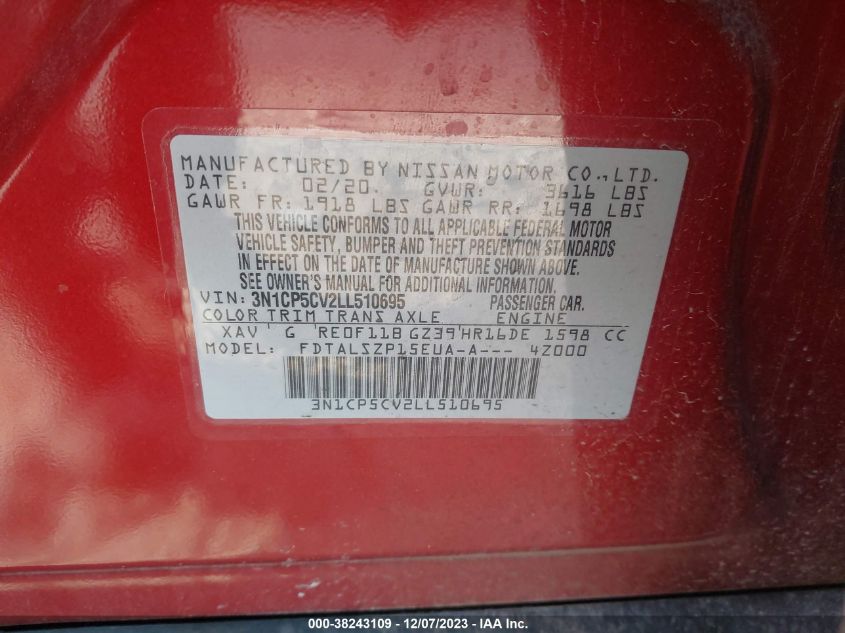 MANUFACTURED BY NISSAN MOTOR CO.,LTD.
DATE: 02/20. GVWR: 3616 LBS
GAWR FR: 1918 LBS GAWR RR: 1698 LBS
THIS VEHICLE CONFORMS TO ALL APPLICABLE FEDERAL MOTOR
VEHICLE SAFETY, BUMPER AND THEFT PREVENTION STANDARDS
IN EFFECT ON THE DATE OF MANUFACTURE SHOWN ABOVE.
SEE OWNER'S MANUAL FOR ADDITIONAL INFORMATION
VIN: 3N1CP5CV2LL510695 PASSENGER CAR.
COLOR TRIM TRANS AXLE ENGINE
XAV G RE0F11B GZ39 HR16DE 1598 CC
MODEL: FDTALSZP15EUA-A--- 4Z000
3N1CP5CV2LL510695
000-38243109 — 12/07/2023 — IAA Inc.